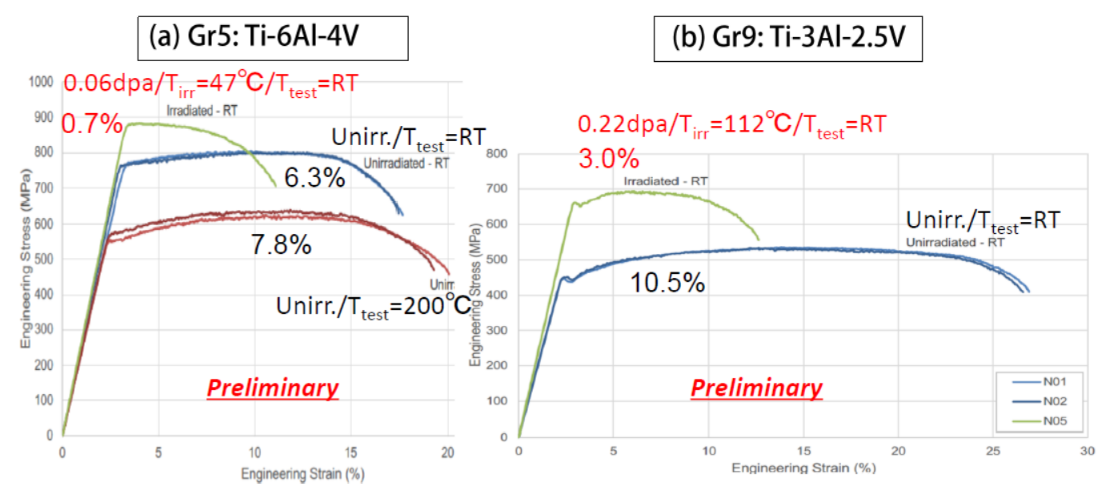 (a) Gr5: Ti-6Al-4V
0.06dpa/Tirr=47℃/Ttest=RT
0.7%
Irradiated - RT
Unirr./Ttest=RT
Unirradiated - RT
6.3%
7.8%
Unirr
Unirr./Ttest=200℃
Preliminary
1000
900
800
700
600
500
400
300
200
100
0
0 5 10 15 20
Engineering Stress (MPa)
Engineering Strain (%)
(b) Gr9: Ti-3Al-2.5V
0.22dpa/Tirr=112℃/Ttest=RT
3.0%
Irradiated - RT
Unirr./Ttest=RT
Unirradiated - RT
10.5%
Preliminary
N01
N02
N05
800
700
600
500
400
300
200
100
0
0 5 10 15 20 25 30
Engineering Stress (MPa)
Engineering Strain (%)